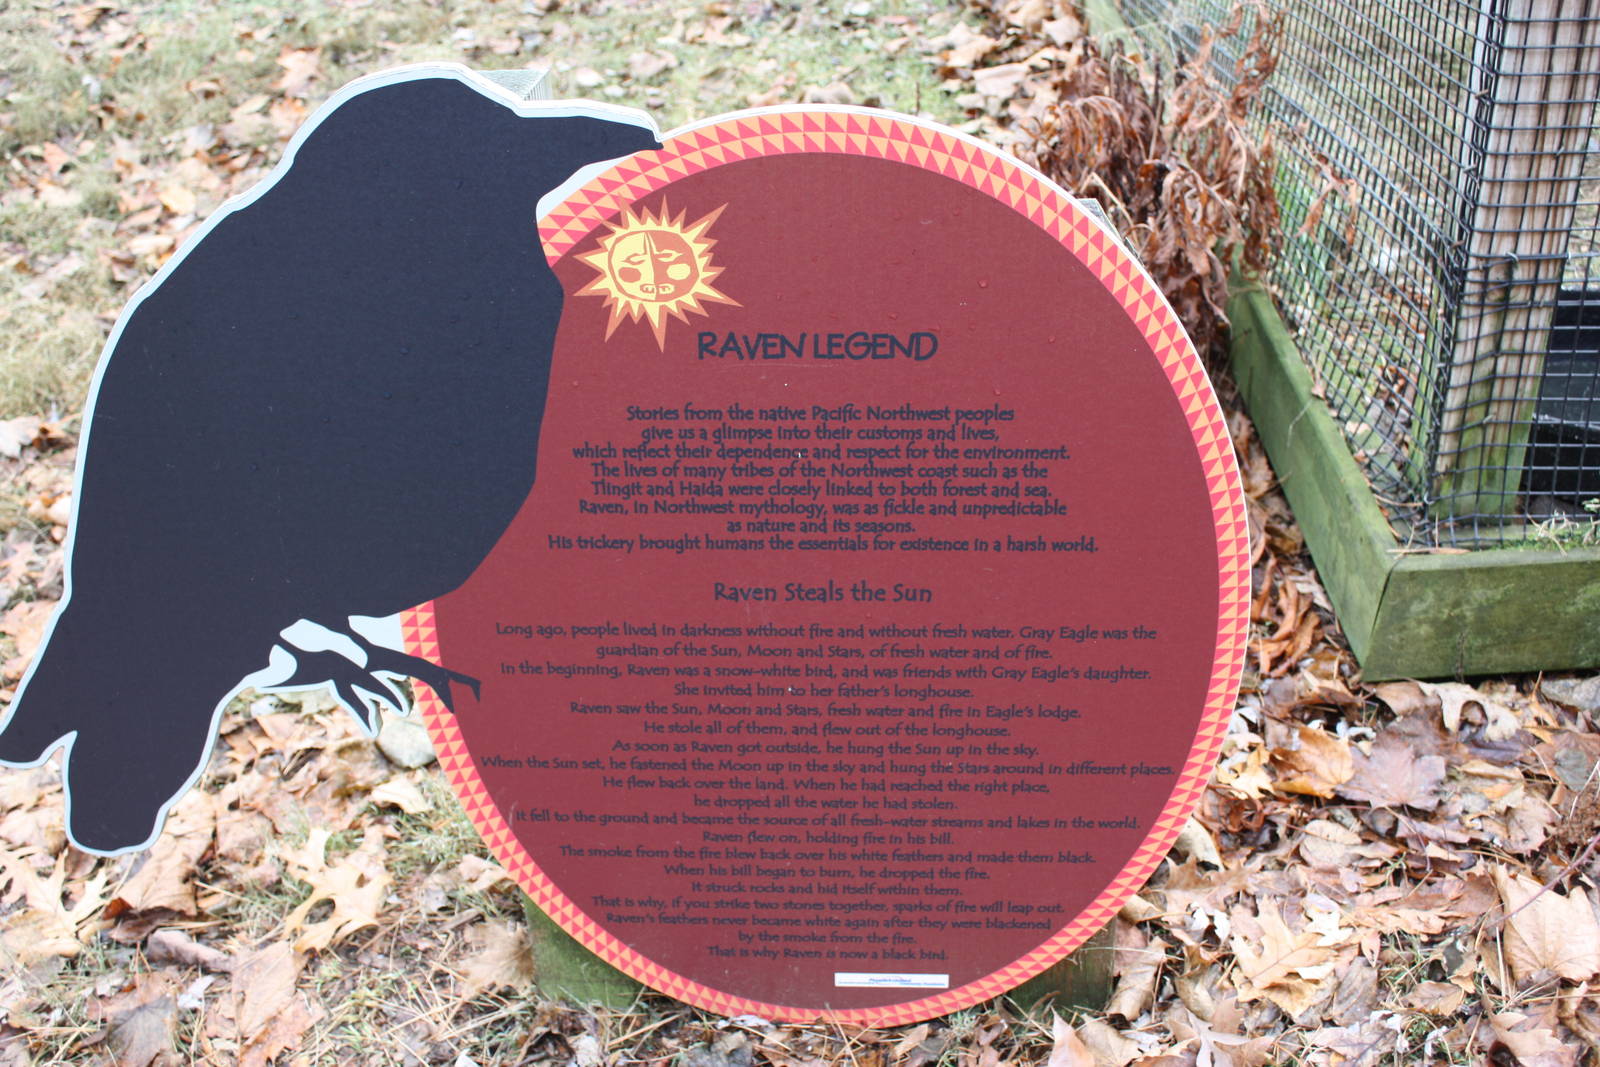 RAVEN LEGEND
Stories from the native Pacific Northwest peoples
give us a glimpse into their customs and lives,
which reflect their dependence and respect for the environment.
The lives of many tribes of the Northwest coast such as the
Tlingit and Haida were closely linked to both forest and sea.
Raven, in Northwest mythology, was as fickle and unpredictable
as nature and its seasons.
His trickery brought humans the essentials for existence in a harsh world.
Raven Steals the Sun
Long ago, people lived in darkness without fire and without fresh water. Gray Eagle was the
guardian of the Sun, Moon and Stars, of fresh water and of fire.
In the beginning, Raven was a snow-white bird, and was friends with Gray Eagle's daughter.
She invited him to her father's longhouse.
Raven saw the Sun, Moon and Stars, fresh water and fire in Eagle's lodge.
He stole all of them, and flew out of the longhouse.
As soon as Raven got outside, he hung the Sun up in the sky.
When the Sun set, he fastened the Moon up in the sky and hung the Stars around in different places.
He flew back over the land. When he had reached the right place,
he dropped all the water he had stolen.
It fell to the ground and became the source of all fresh-water streams and lakes in the world.
Raven flew on, holding fire in his bill.
The smoke from the fire blew back over his white feathers and made them black.
When his bill began to burn, he dropped the fire.
It struck rocks and hid itself within them.
That is why, if you strike two stones together, sparks of fire will leap out.
Raven's feathers never became white again after they were blackened
by the smoke from the fire.
That is why Raven is now a black bird.